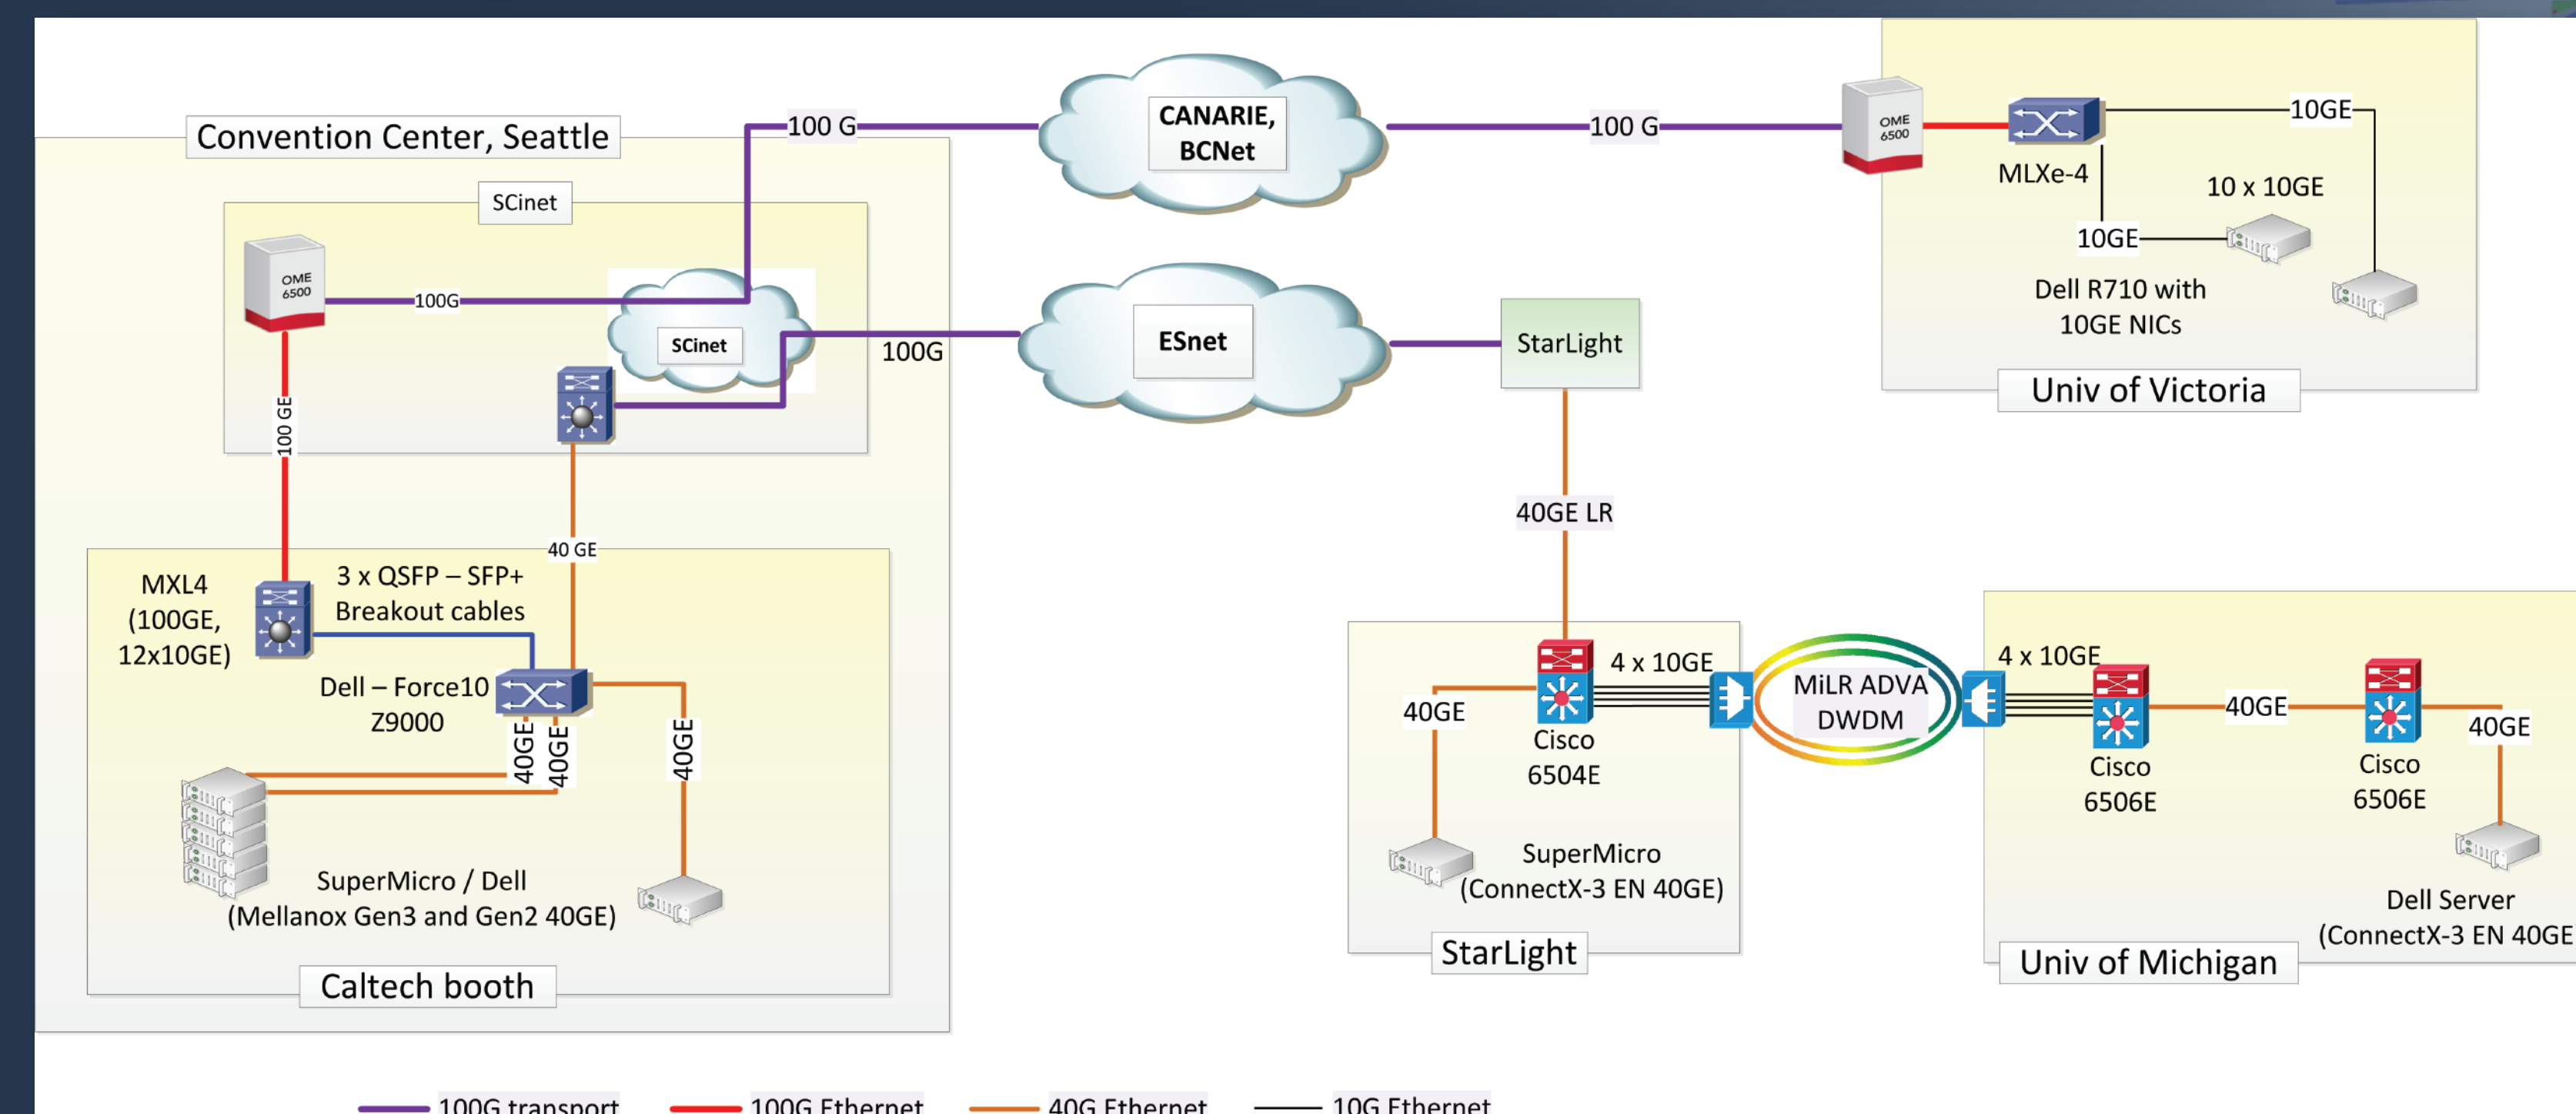 Convention Center, Seattle
SCinet
OME
6500
100G
SCinet
100 G
100G
100 GE
40 GE
MXL4
(100GE,
12x10GE)
3 x QSFP – SFP+
Breakout cables
Dell – Force10
Z9000
40GE
40GE
40GE
SuperMicro / Dell
(Mellanox Gen3 and Gen2 40GE)
Caltech booth
CANARIE,
BCNet
100 G
ESnet
StarLight
40GE LR
OME
6500
MLXe-4
10GE
10 x 10GE
10GE
Dell R710 with
10GE NICs
Univ of Victoria
4 x 10GE
40GE
Cisco
6504E
SuperMicro
(ConnectX-3 EN 40GE)
StarLight
MiLR ADVA
DWDM
4 x 10GE
Cisco
6506E
40GE
Cisco
6506E
40GE
Dell Server
(ConnectX-3 EN 40GE
Univ of Michigan
100G transport
100G Ethernet
40G Ethernet
10G Ethernet